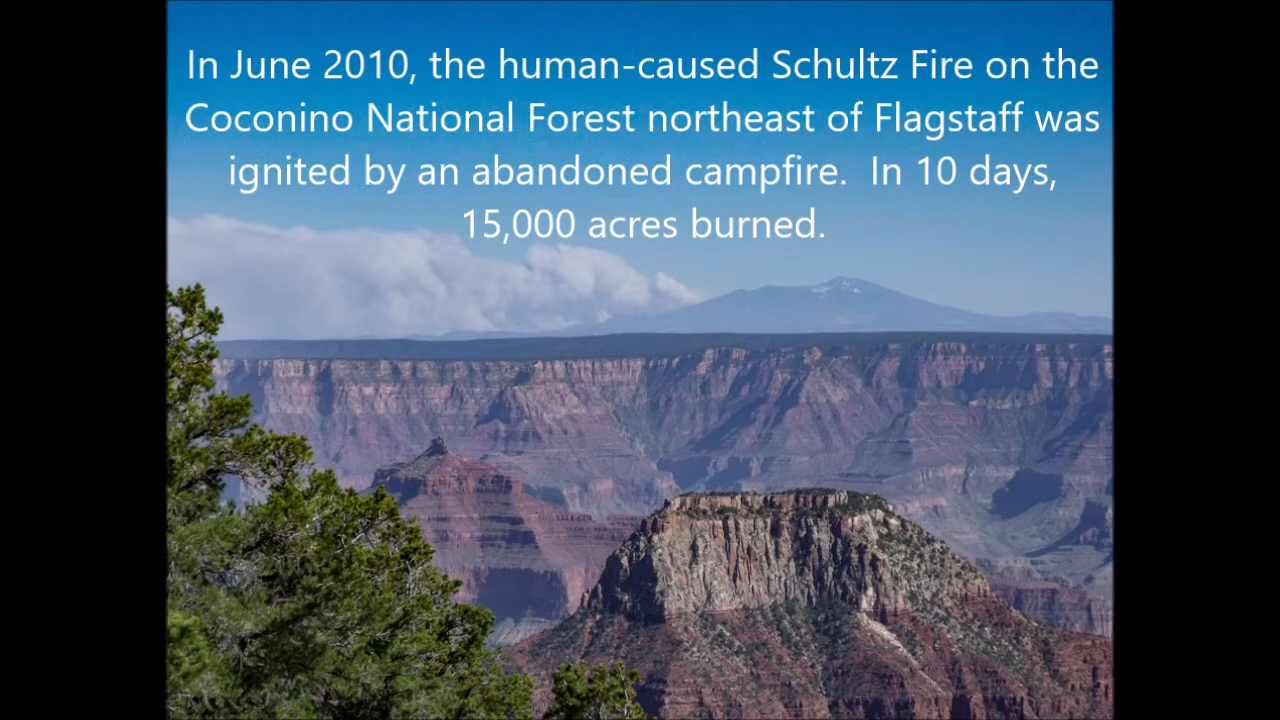 In June 2010, the human-caused Schultz Fire on the
Coconino National Forest northeast of Flagstaff was
ignited by an abandoned campfire.  In 10 days,
15,000 acres burned.